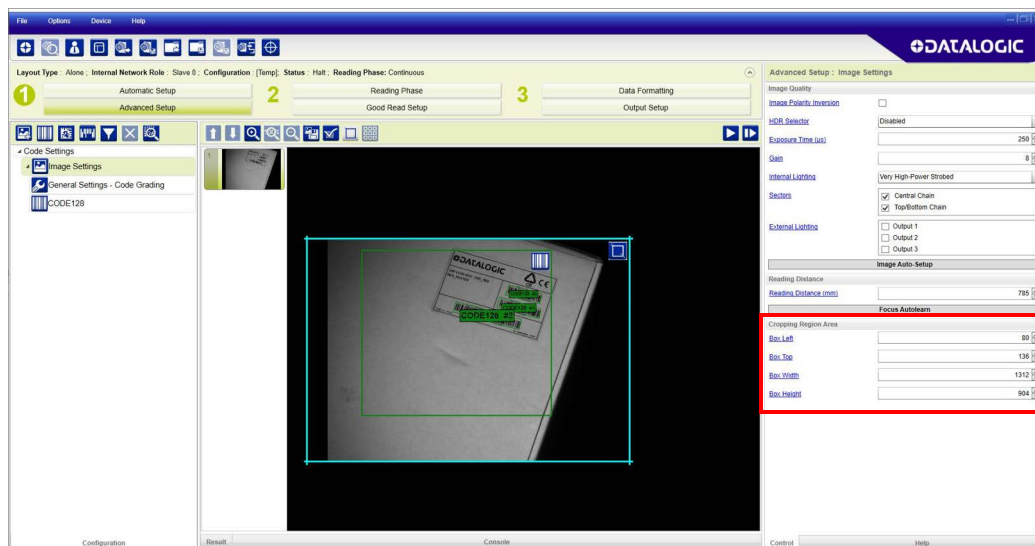 File Options Device Help
DATALOGIC
Layout Type : Alone ; Internal Network Role : Slave 0 ; Configuration : [Temp]; Status : Halt ; Reading Phase: Continuous
1 Automatic Setup
Advanced Setup
2 Reading Phase
Good Read Setup
3 Data Formatting
Output Setup
Code Settings
Image Settings
General Settings - Code Grading
CODE128
1
DATALOGIC
CE
CODE128 #2
Advanced Setup : Image Settings
Image Quality
Image Polarity Inversion
HDR Selector Disabled
Exposure Time (us) 250
Gain 8
Internal Lighting Very High-Power Strobed
Sectors Central Chain
Top/Bottom Chain
External Lighting Output 1
Output 2
Output 3
Image Auto-Setup
Reading Distance
Reading Distance (mm) 785
Focus Autolearn
Cropping Region Area
Box Left 80
Box Top 136
Box Width 1312
Box Height 904
Configuration
Result
Console
Control
Help